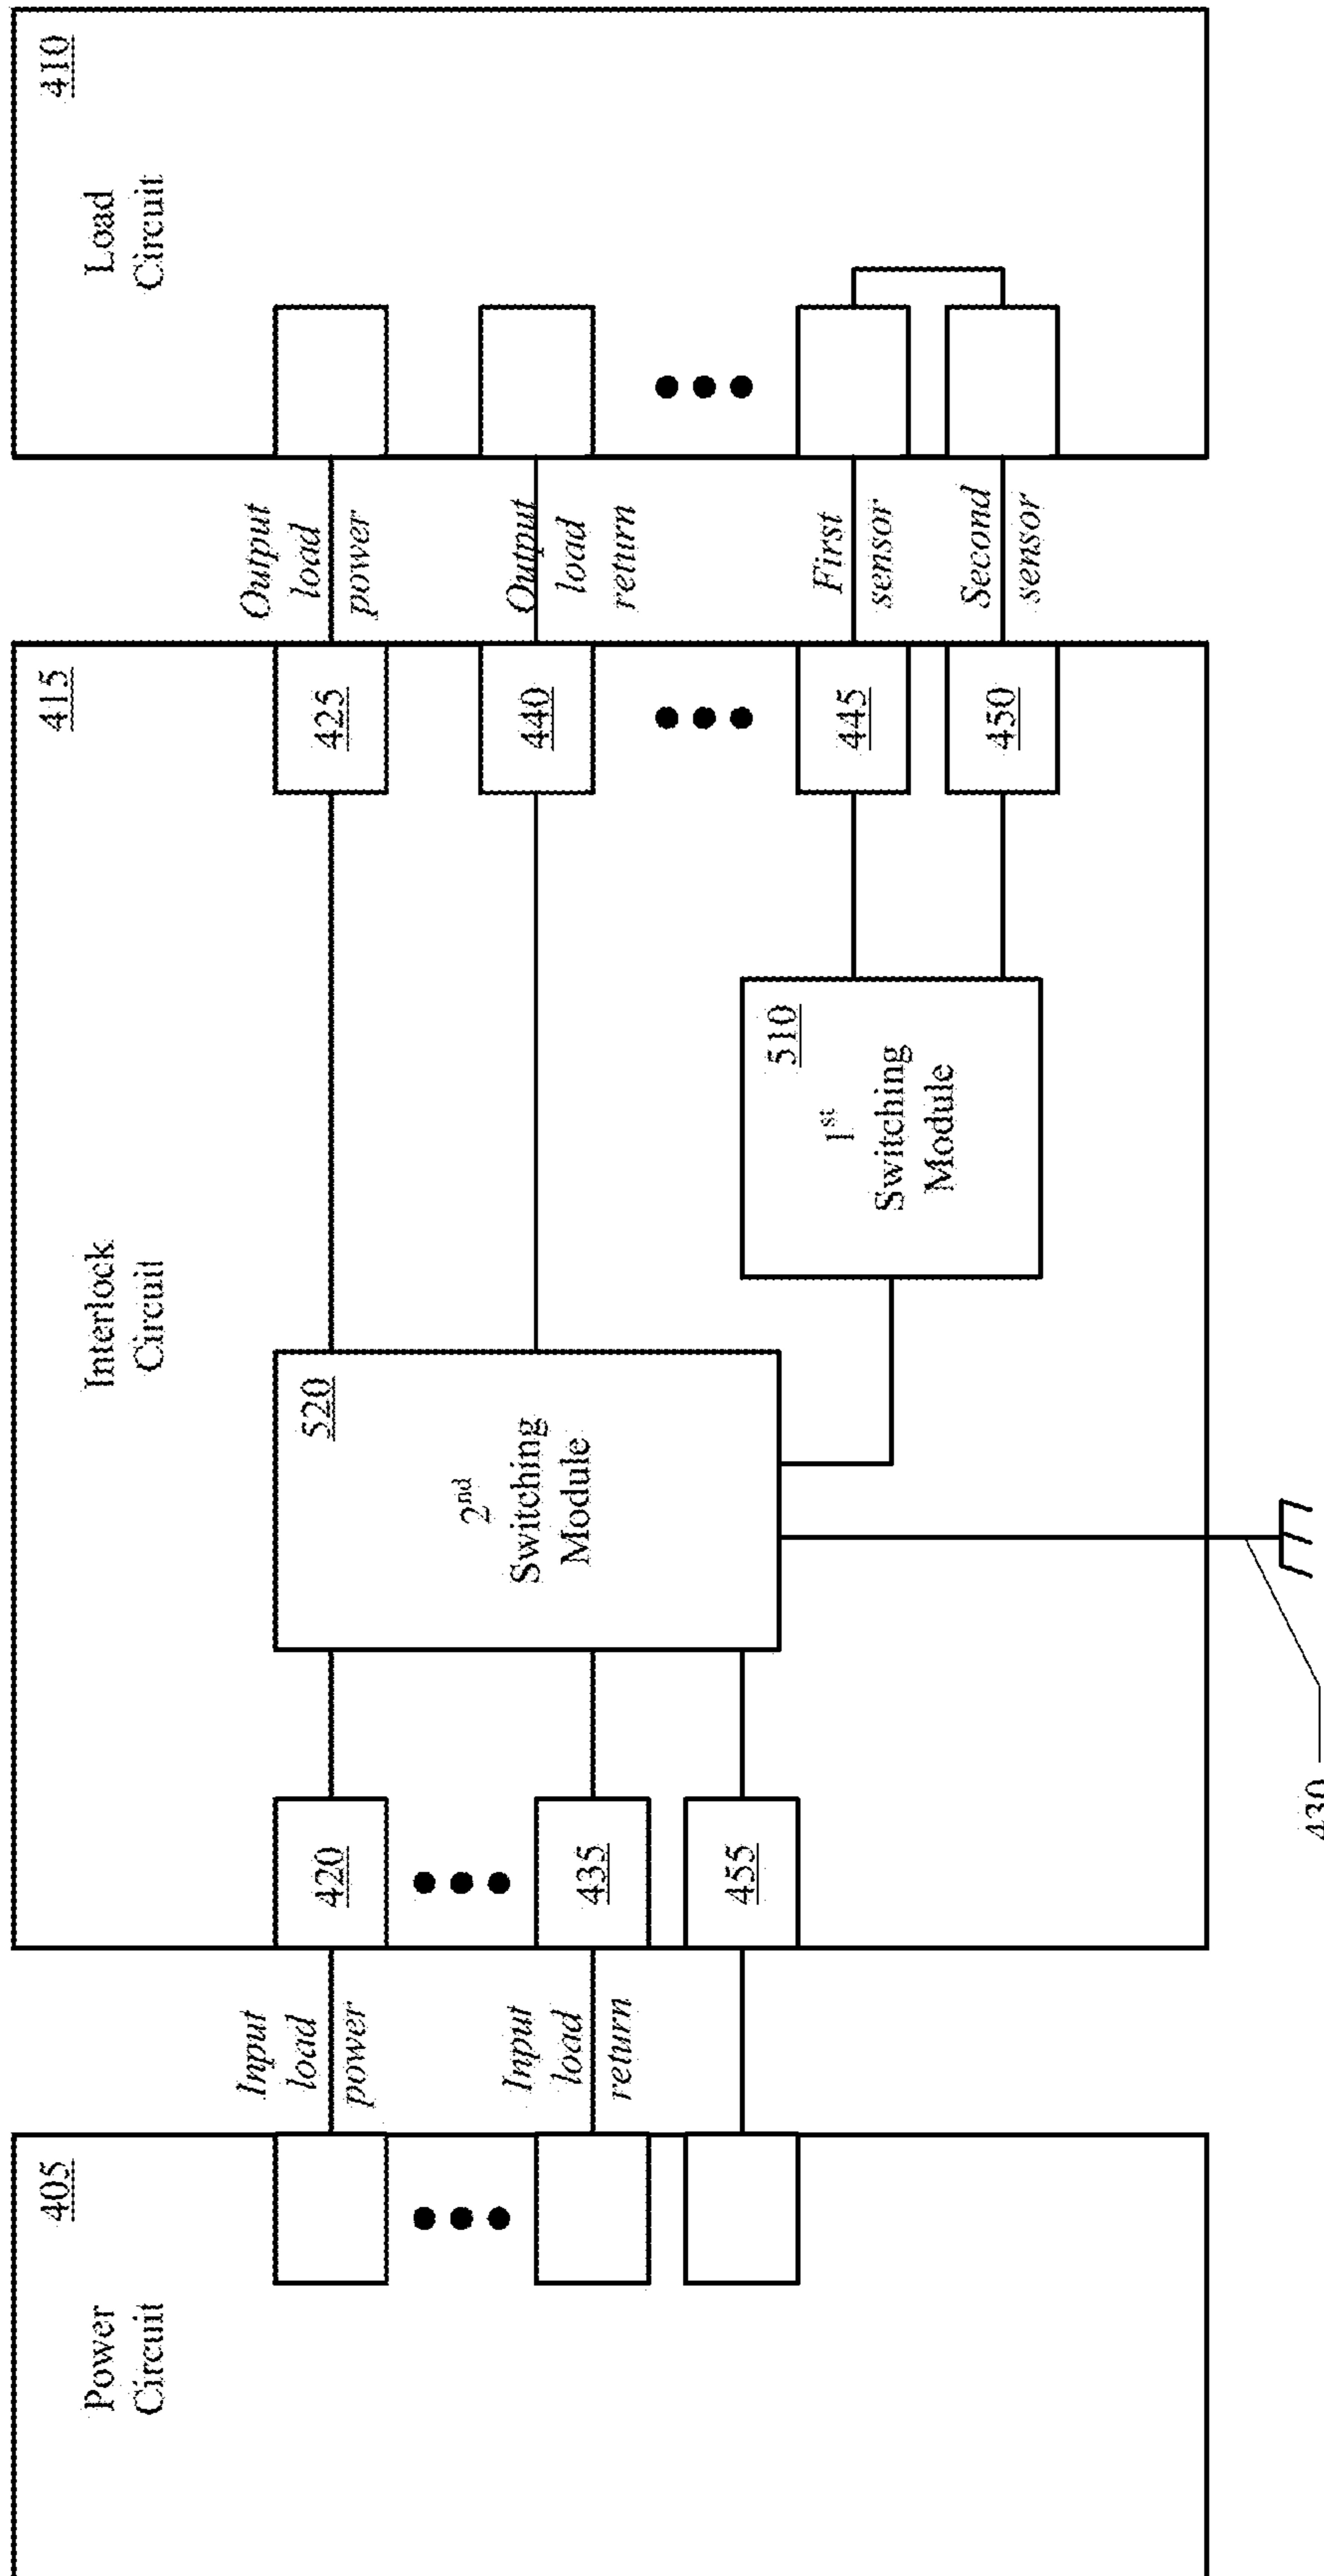 405
Power
Circuit
Input
load
power
Input
load
return
415
Interlock
Circuit
420
435
455
520
2nd
Switching
Module
510
1st
Switching
Module
425
440
445
450
430
Output
load
power
Output
load
return
First
sensor
Second
sensor
410
Load
Circuit